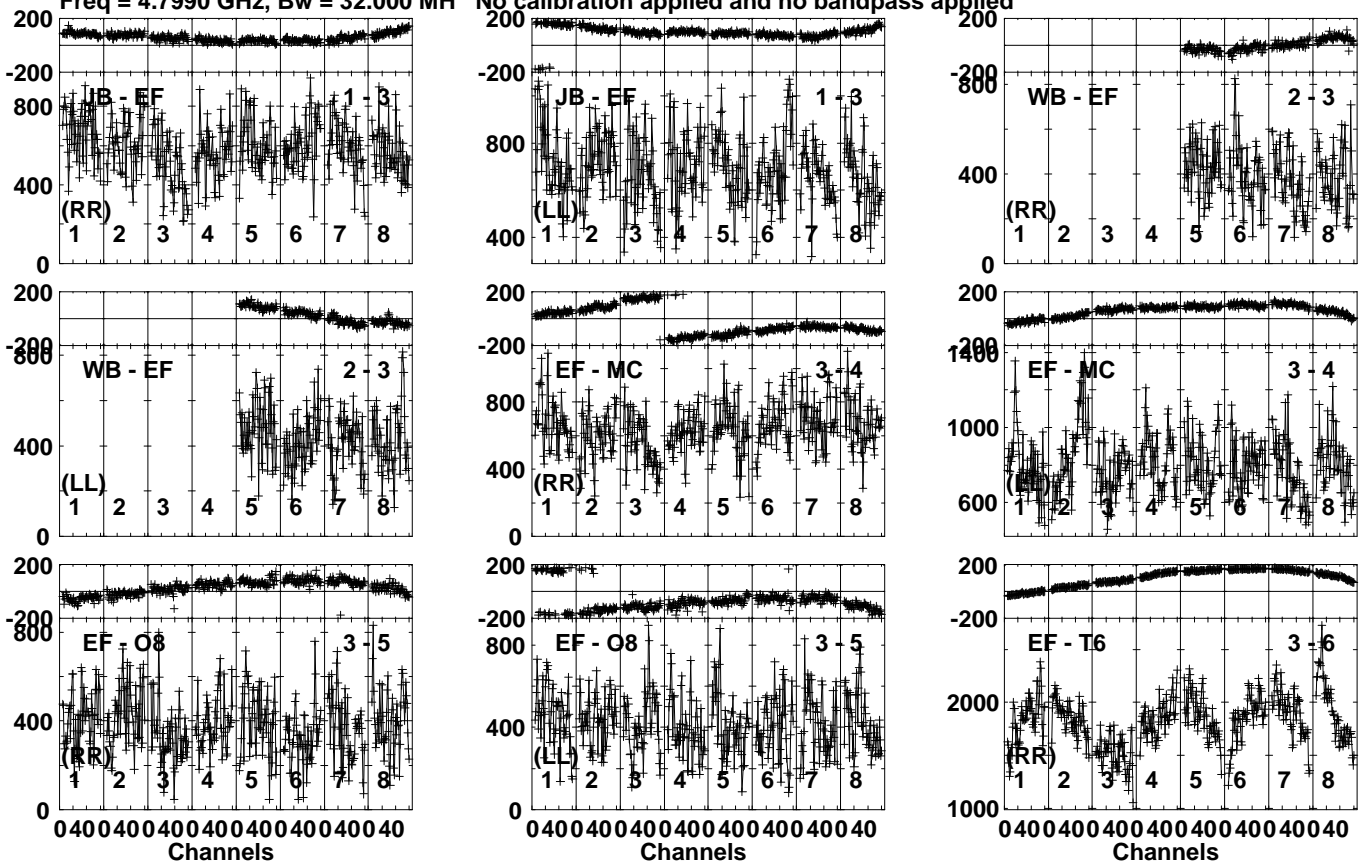 Freq = 4.7990 GHz, Bw = 32.000 MH No calibration applied and no bandpass applied
200
-200
800
400
0
JB - EF 1 - 3
(RR)
1 2 3 4 5 6 7 8
200
-200
800
400
JB - EF 1 - 3
(LL)
1 2 3 4 5 6 7 8
200
-200
800
400
0
WB - EF 2 - 3
(RR)
1 2 3 4 5 6 7 8
200
-200
800
400
0
WB - EF 2 - 3
(LL)
1 2 3 4 5 6 7 8
200
-200
800
400
0
EF - MC 3 - 4
(RR)
1 2 3 4 5 6 7 8
200
-200
1400
1000
600
EF - MC 3 - 4
(LL)
1 2 3 4 5 6 7 8
200
-200
800
400
0
EF - O8 3 - 5
(RR)
1 2 3 4 5 6 7 8
200
-200
800
400
0
EF - O8 3 - 5
(LL)
1 2 3 4 5 6 7 8
200
-200
2000
1000
EF - T6 3 - 6
(RR)
1 2 3 4 5 6 7 8
0 40 0 40 0 40 0 40 0 40 0 40 0 40 0 40
Channels
0 40 0 40 0 40 0 40 0 40 0 40 0 40 0 40
Channels
0 40 0 40 0 40 0 40 0 40 0 40 0 40 0 40
Channels